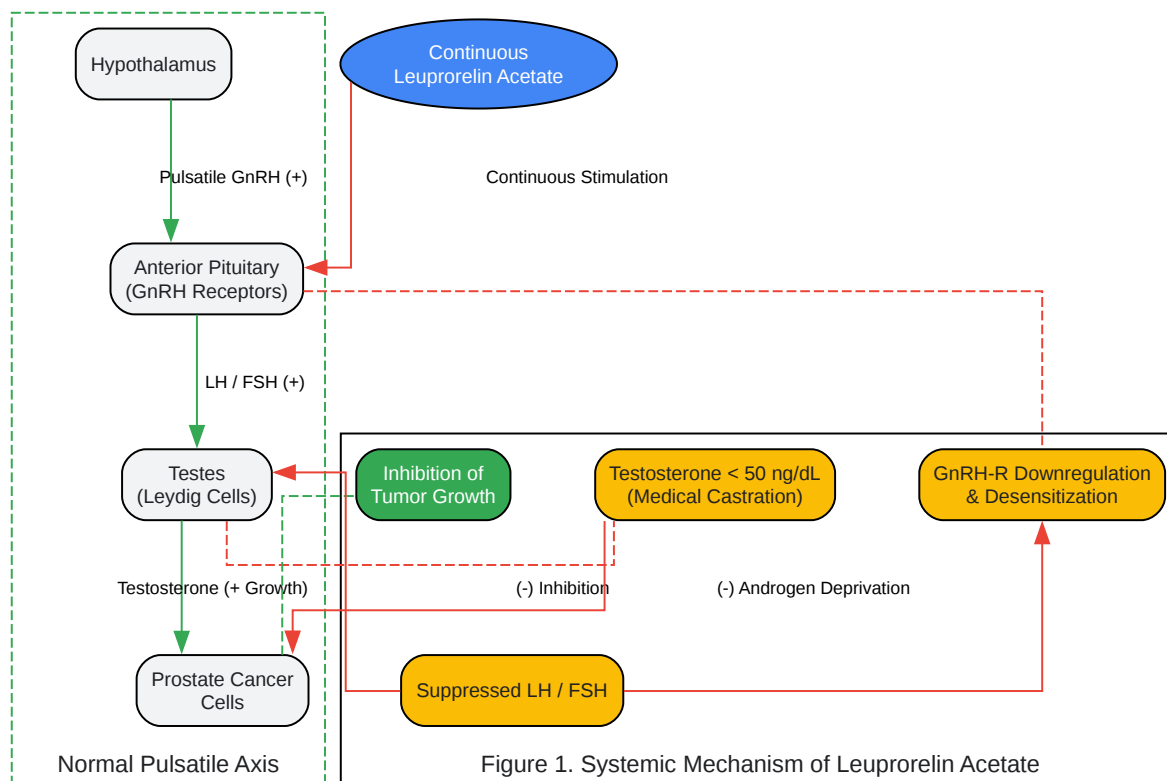 Hypothalamus
Continuous
Leuprorelin Acetate
Pulsatile GnRH (+)
Continuous Stimulation
Anterior Pituitary
(GnRH Receptors)
LH / FSH (+)
Testes
(Leydig Cells)
Inhibition of
Tumor Growth
Testosterone < 50 ng/dL
(Medical Castration)
GnRH-R Downregulation
& Desensitization
Testosterone (+ Growth)
(-) Inhibition
(-) Androgen Deprivation
Prostate Cancer
Cells
Suppressed LH / FSH
Normal Pulsatile Axis
Figure 1. Systemic Mechanism of Leuprorelin Acetate